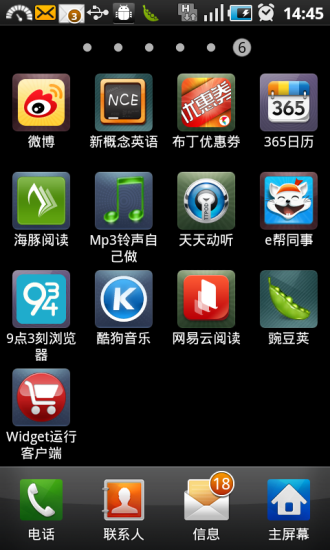 3
H
14:45
6
NCE
优惠券
365
微博
新概念英语
布丁优惠券
365日历
TTPOD
海豚阅读
Mp3铃声自
己做
天天动听
e帮同事
93/4
K
9点3刻浏览
器
酷狗音乐
网易云阅读
豌豆荚
Widget运行
客户端
18
电话
联系人
信息
主屏幕